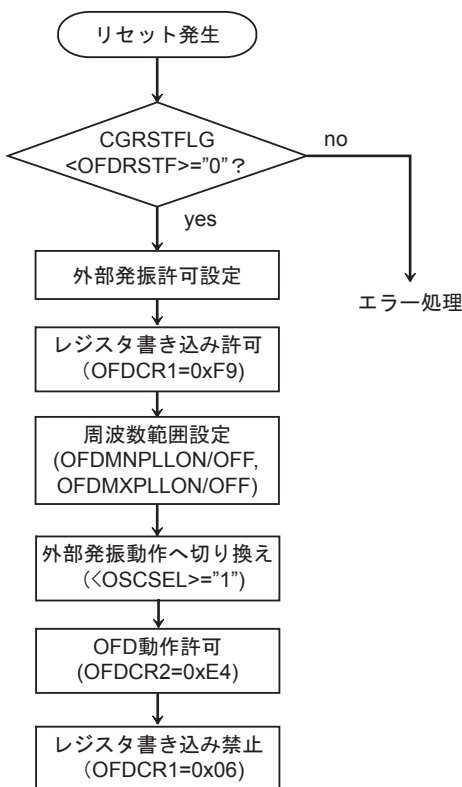 リセット発生
CGRSTFLG
<OFDRSTF>=”0”？
no
yes
外部発振許可設定
エラー処理
レジスタ書き込み許可
（OFDCR1=0xF9）
周波数範囲設定
(OFDMNPLLON/OFF,
OFDMXPLLON/OFF)
外部発振動作へ切り換え
（<OSCSEL>=”1”）
OFD動作許可
(OFDCR2=0xE4)
レジスタ書き込み禁止
（OFDCR1=0x06）